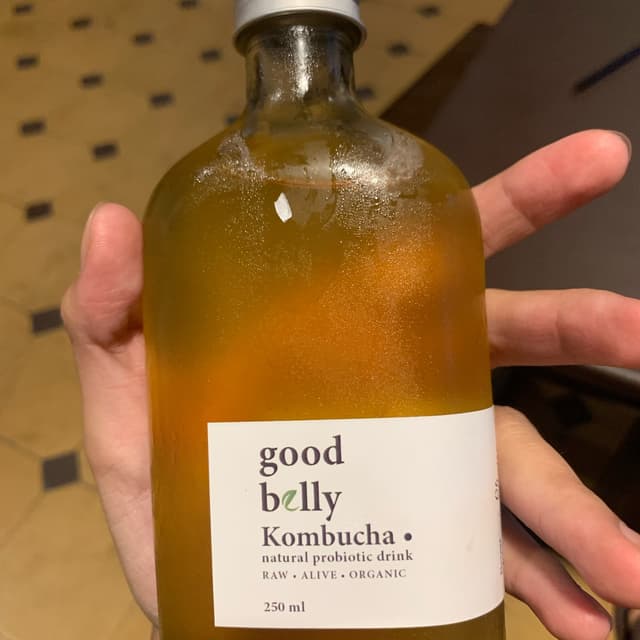 good
belly
Kombucha •
natural probiotic drink
RAW • ALIVE • ORGANIC
250 ml